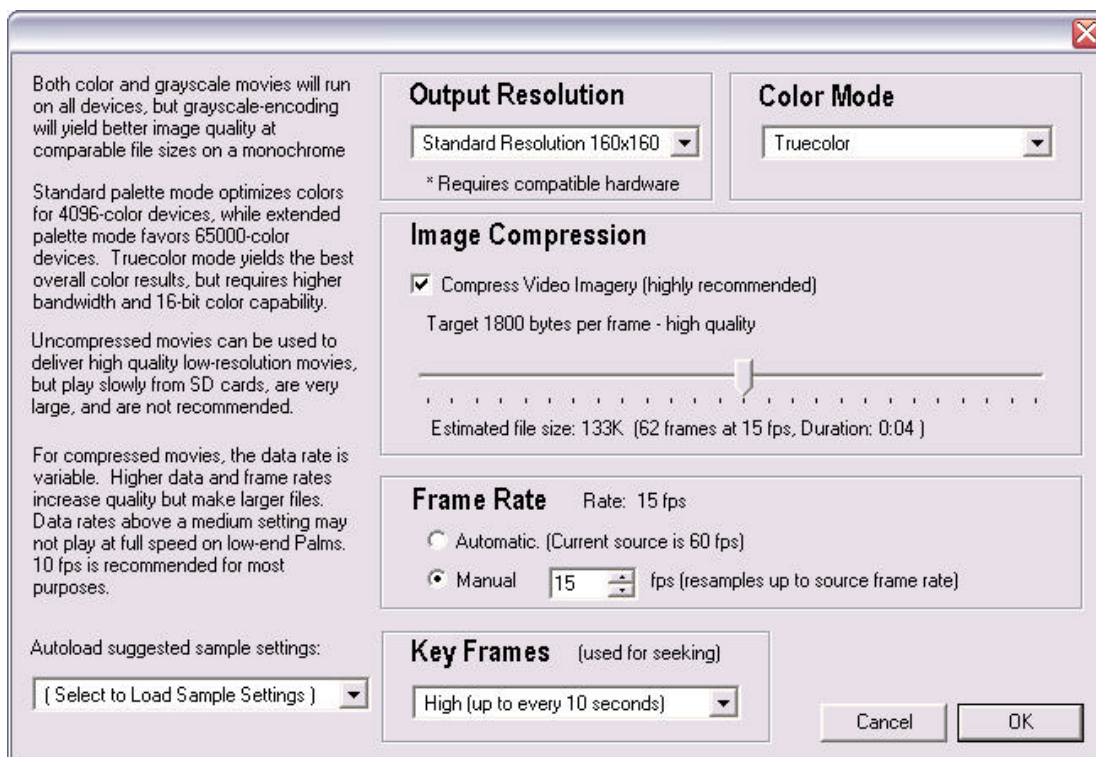 Both color and grayscale movies will run
on all devices, but grayscale-encoding
will yield better image quality at
comparable file sizes on a monochrome
Standard palette mode optimizes colors
for 4096-color devices, while extended
palette mode favors 65000-color
devices. Truecolor mode yields the best
overall color results, but requires higher
bandwidth and 16-bit color capability.
Uncompressed movies can be used to
deliver high quality low-resolution movies,
but play slowly from SD cards, are very
large, and are not recommended.
For compressed movies, the data rate is
variable. Higher data and frame rates
increase quality but make larger files.
Data rates above a medium setting may
not play at full speed on low-end Palms.
10 fps is recommended for most
purposes.
Autoload suggested sample settings:
( Select to Load Sample Settings )
Output Resolution
Standard Resolution 160x160
* Requires compatible hardware
Color Mode
Truecolor
Image Compression
Compress Video Imagery (highly recommended)
Target 1800 bytes per frame - high quality
Estimated file size: 133K (62 frames at 15 fps, Duration: 0:04 )
Frame Rate Rate: 15 fps
Automatic. (Current source is 60 fps)
Manual 15 fps (resamples up to source frame rate)
Key Frames (used for seeking)
High (up to every 10 seconds)
Cancel OK